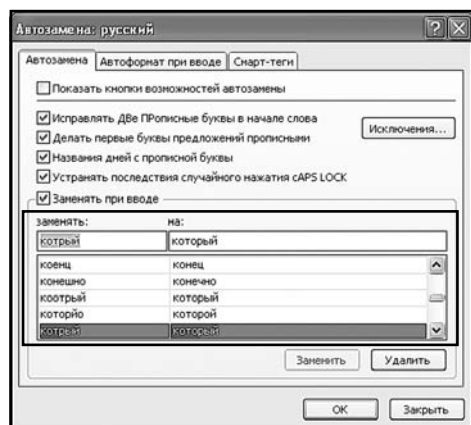 Автозамена: русский
Автозамена Автоформат при вводе Смарт-теги
Показать кнопки возможностей автозамены
Исправлять ДВе ПРописные буквы в начале слова
Исключения...
Делать первые буквы предложений прописными
Названия дней с прописной буквы
Устранять последствия случайного нажатия cAPS LOCK
Заменять при вводе
заменять: на:
котрый который
коенц конец
конешно конечно
коотрый который
которйо которой
котрый который
Заменить Удалить
ОК Закрыть